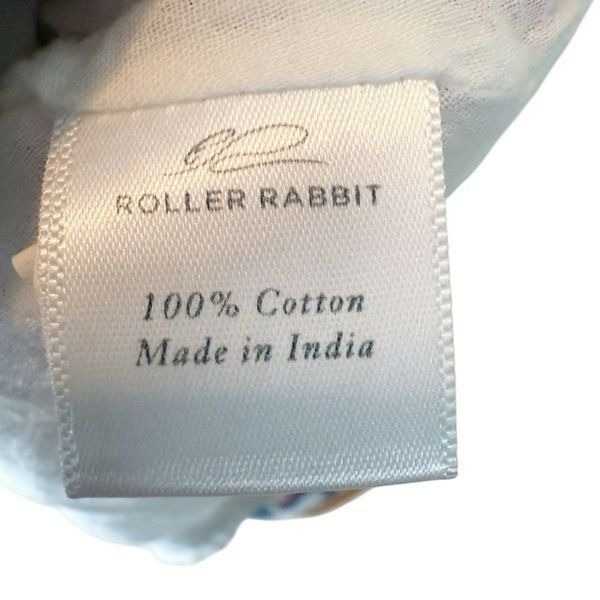 ROLLER RABBIT
100% Cotton
Made in India